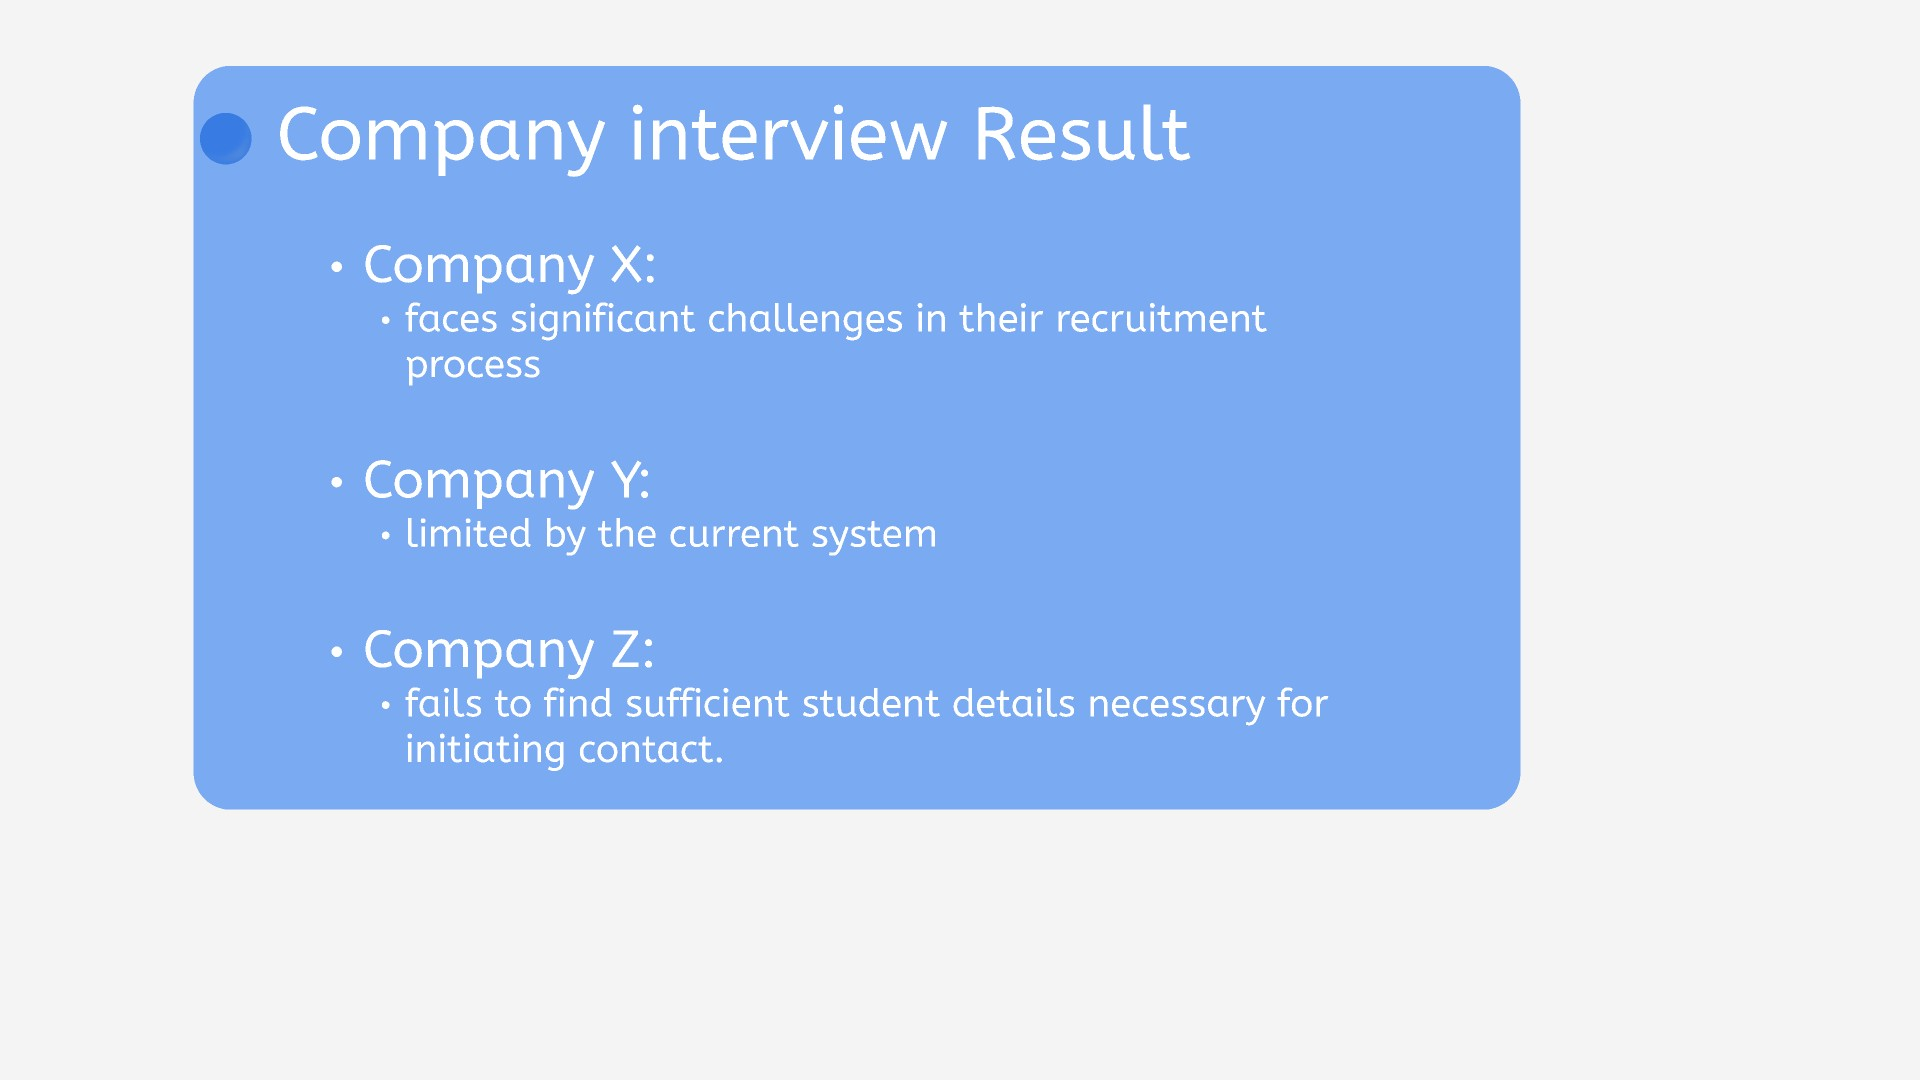 Company interview Result
• Company X:
• faces significant challenges in their recruitment
process
• Company Y:
• limited by the current system
• Company Z:
• fails to find sufficient student details necessary for
initiating contact.